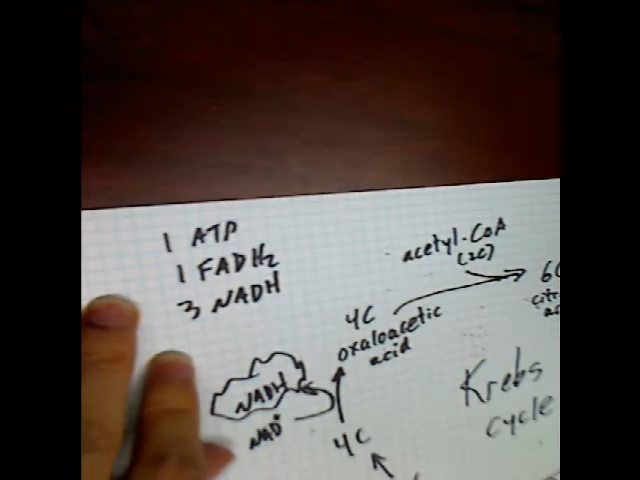 1 ATP
1 FADH₂
3 NADH
acetyl-CoA
(2C)
4C
oxaloacetic
acid
Krebs
cycle
NADH
NAD⁺
4C